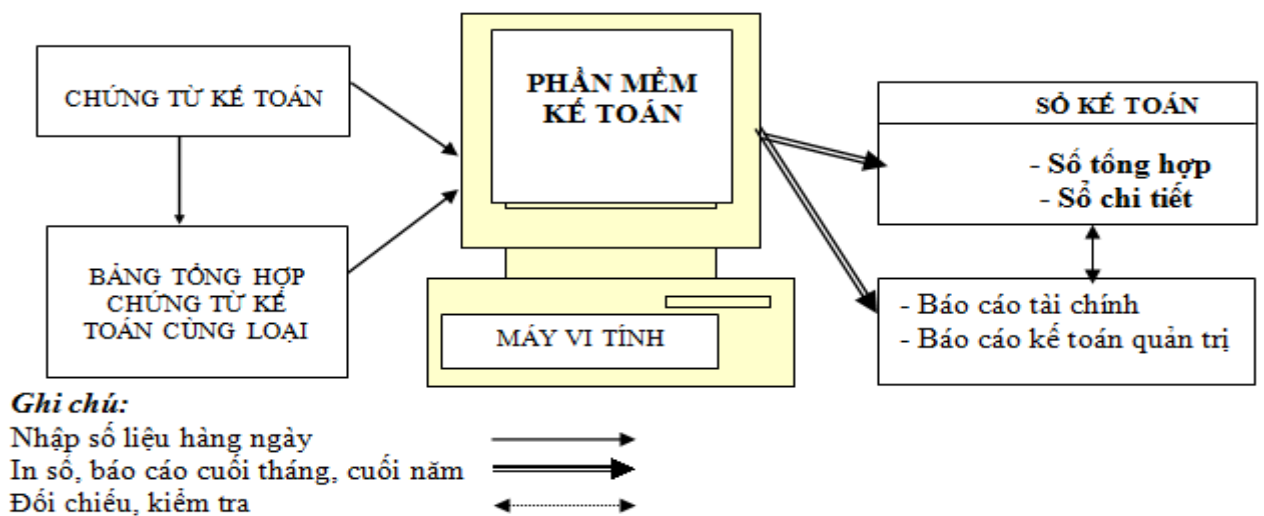 CHỨNG TỪ KẾ TOÁN
BẢNG TỔNG HỢP
CHỨNG TỪ KẾ
TOÁN CÙNG LOẠI
PHẦN MỀM
KẾ TOÁN
MÁY VI TÍNH
SỔ KẾ TOÁN
- Sổ tổng hợp
- Sổ chi tiết
- Báo cáo tài chính
- Báo cáo kế toán quản trị
Ghi chú:
Nhập số liệu hàng ngày
In sổ, báo cáo cuối tháng, cuối năm
Đối chiếu, kiểm tra